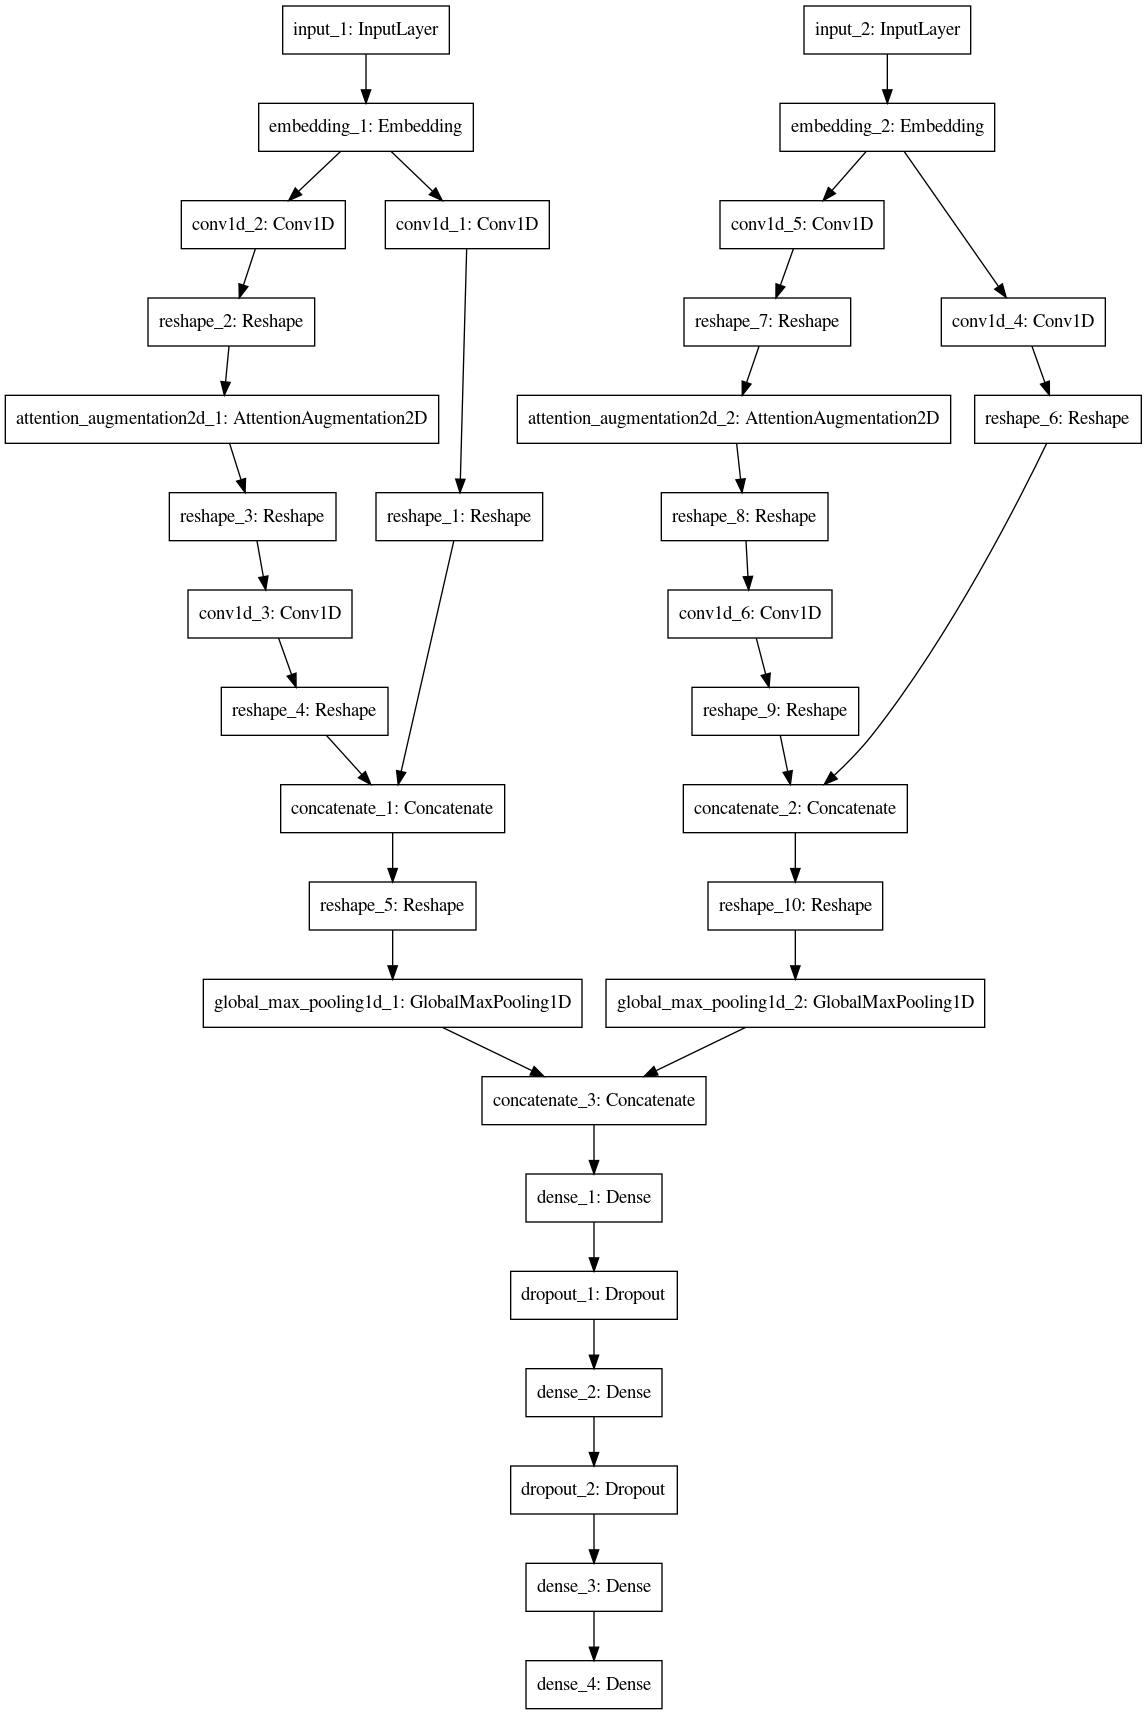 input_1: InputLayer
input_2: InputLayer
embedding_1: Embedding
embedding_2: Embedding
conv1d_2: Conv1D
conv1d_1: Conv1D
conv1d_5: Conv1D
reshape_2: Reshape
reshape_7: Reshape
conv1d_4: Conv1D
attention_augmentation2d_1: AttentionAugmentation2D
attention_augmentation2d_2: AttentionAugmentation2D
reshape_6: Reshape
reshape_3: Reshape
reshape_1: Reshape
reshape_8: Reshape
conv1d_3: Conv1D
conv1d_6: Conv1D
reshape_4: Reshape
reshape_9: Reshape
concatenate_1: Concatenate
concatenate_2: Concatenate
reshape_5: Reshape
reshape_10: Reshape
global_max_pooling1d_1: GlobalMaxPooling1D
global_max_pooling1d_2: GlobalMaxPooling1D
concatenate_3: Concatenate
dense_1: Dense
dropout_1: Dropout
dense_2: Dense
dropout_2: Dropout
dense_3: Dense
dense_4: Dense